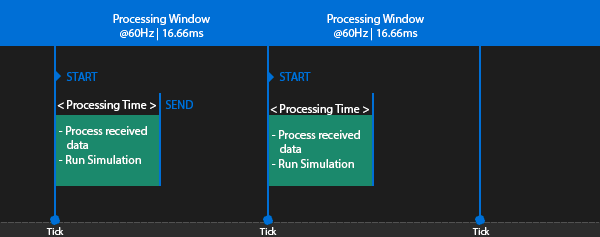 Processing Window
@60Hz | 16.66ms
Processing Window
@60Hz | 16.66ms
START
START
< Processing Time >
SEND
< Processing Time >
- Process received
data
- Run Simulation
- Process received
data
- Run Simulation
Tick
Tick
Tick